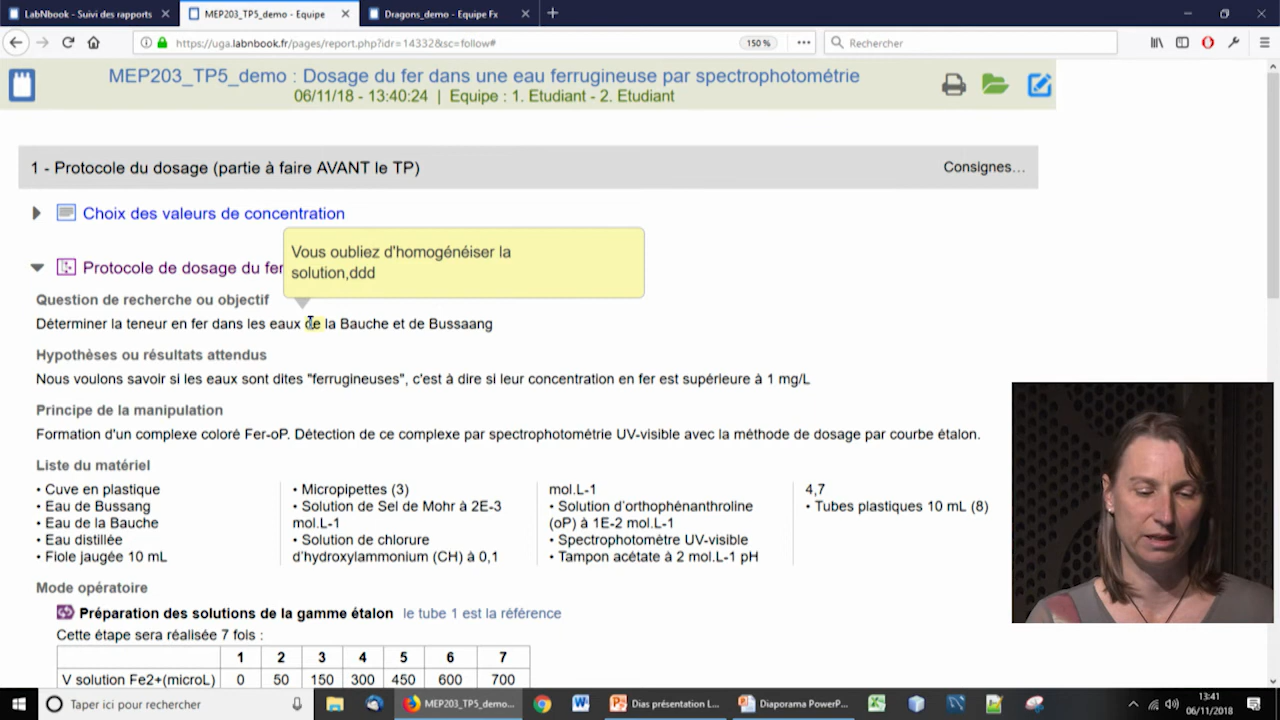 LabNbook - Suivi des rapports
MEP203_TP5_demo - Equipe
Dragons_demo - Equipe Fx
https://uga.labnbook.fr/pages/report.php?idr=14332&sc=follow#
150 %
Rechercher
MEP203_TP5_demo : Dosage du fer dans une eau ferrugineuse par spectrophotométrie
06/11/18 - 13:40:24 | Equipe : 1. Etudiant - 2. Etudiant
1 - Protocole du dosage (partie à faire AVANT le TP)
Consignes…
Choix des valeurs de concentration
Vous oubliez d'homogénéiser la
solution,ddd
Protocole de dosage du fer
Question de recherche ou objectif
Déterminer la teneur en fer dans les eaux de la Bauche et de Bussaang
Hypothèses ou résultats attendus
Nous voulons savoir si les eaux sont dites "ferrugineuses", c'est à dire si leur concentration en fer est supérieure à 1 mg/L
Principe de la manipulation
Formation d'un complexe coloré Fer-oP. Détection de ce complexe par spectrophotométrie UV-visible avec la méthode de dosage par courbe étalon.
Liste du matériel
• Cuve en plastique
• Eau de Bussang
• Eau de la Bauche
• Eau distillée
• Fiole jaugée 10 mL
• Micropipettes (3)
• Solution de Sel de Mohr à 2E-3
mol.L-1
• Solution de chlorure
d'hydroxylammonium (CH) à 0,1
mol.L-1
• Solution d'orthophénanthroline
(oP) à 1E-2 mol.L-1
• Spectrophotomètre UV-visible
• Tampon acétate à 2 mol.L-1 pH
4,7
• Tubes plastiques 10 mL (8)
Mode opératoire
Préparation des solutions de la gamme étalon le tube 1 est la référence
Cette étape sera réalisée 7 fois :
1 2 3 4 5 6 7
V solution Fe2+(microL) 0 50 150 300 450 600 700
Taper ici pour rechercher
MEP203_TP5_demo...
Dias présentation L...
Diaporama PowerP...
13:41
06/11/2018